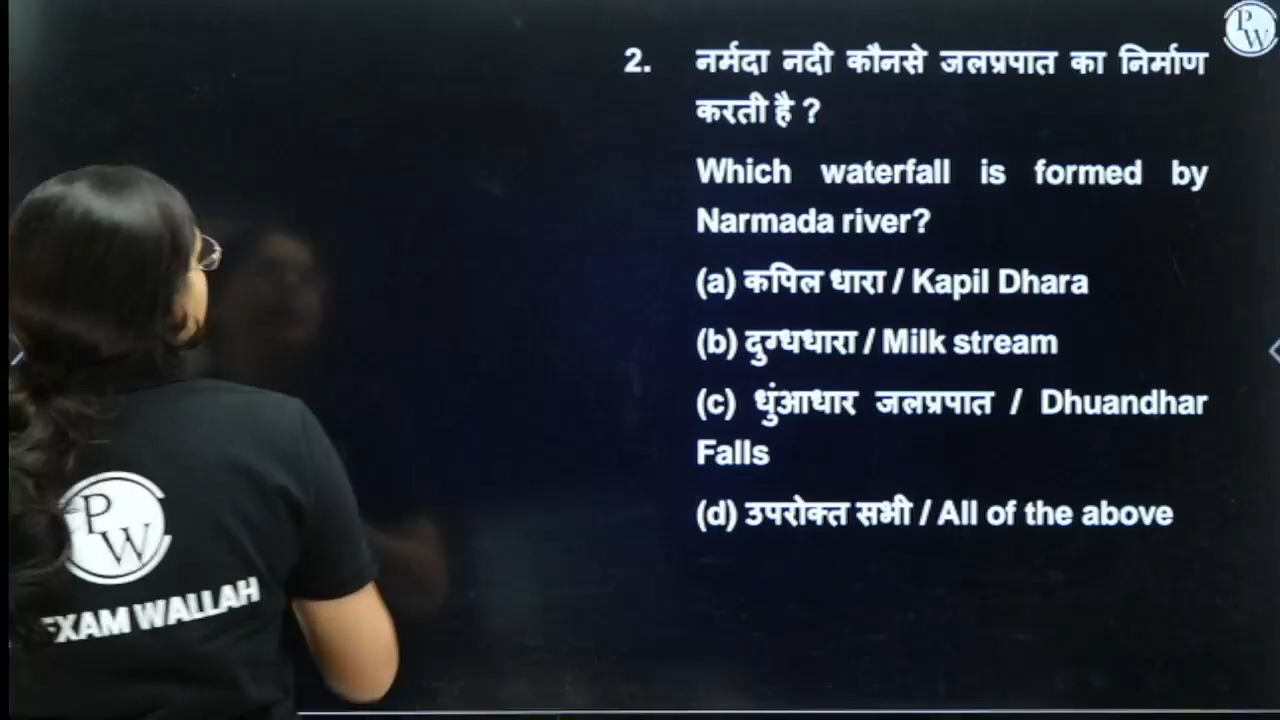 2. नर्मदा नदी कौनसे जलप्रपात का निर्माण
करती है ?
Which waterfall is formed by
Narmada river?
(a) कपिल धारा / Kapil Dhara
(b) दुग्धधारा / Milk stream
(c) धुंआधार जलप्रपात / Dhuandhar
Falls
(d) उपरोक्त सभी / All of the above
PW
PW
EXAM WALLAH